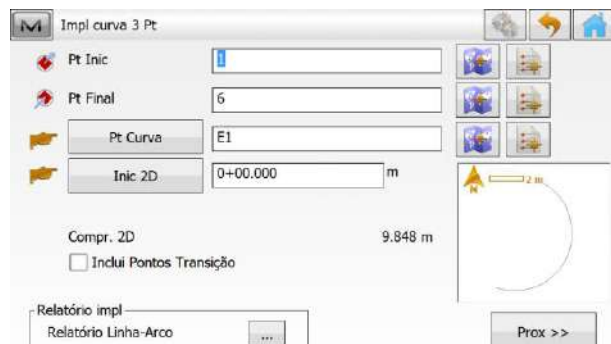 M Impl curva 3 Pt
Pt Inic 1
Pt Final 6
Pt Curva E1
Inic 2D 0+00.000 m
N 2 m
Compr. 2D 9.848 m
Inclui Pontos Transição
Relatório impl
Relatório Linha-Arco ... Prox >>